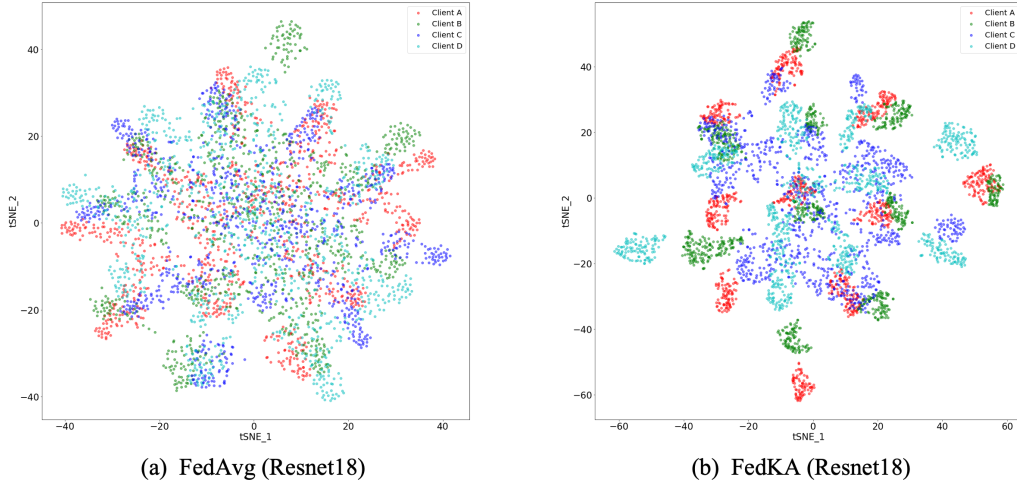 Client A
Client B
Client C
Client D
40
20
0
−20
−40
tSNE_2
−40
−20
0
20
40
tSNE_1
(a) FedAvg (Resnet18)
Client A
Client B
Client C
Client D
40
20
0
−20
−40
−60
tSNE_2
−60
−40
−20
0
20
40
60
tSNE_1
(b) FedKA (Resnet18)